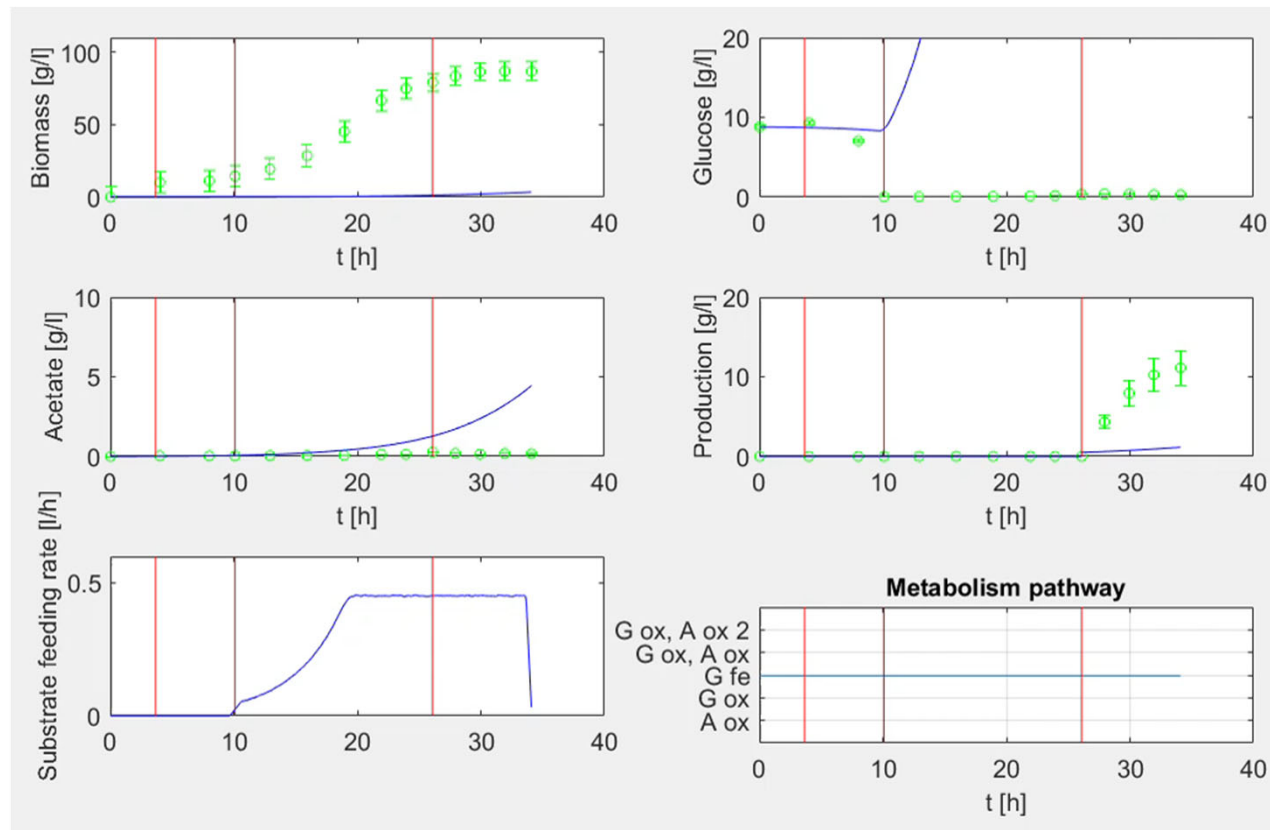 Biomass [g/l]
100
50
0
0 10 20 30 40
t [h]
Glucose [g/l]
20
10
0
0 10 20 30 40
t [h]
Acetate [g/l]
10
5
0
0 10 20 30 40
t [h]
Production [g/l]
20
10
0
0 10 20 30 40
t [h]
Substrate feeding rate [l/h]
0.5
0
0 10 20 30 40
Metabolism pathway
G ox, A ox 2
G ox, A ox
G fe
G ox
A ox
0 10 20 30 40
t [h]